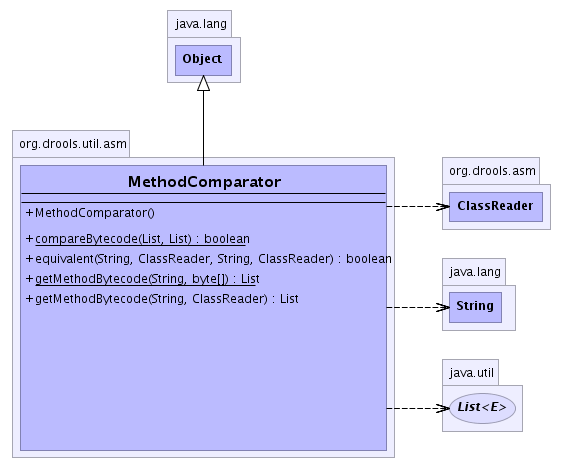 java.lang
Object
org.drools.util.asm
MethodComparator
+MethodComparator()
+compareBytecode(List, List) : boolean
+equivalent(String, ClassReader, String, ClassReader) : boolean
+getMethodBytecode(String, byte[]) : List
+getMethodBytecode(String, ClassReader) : List
org.drools.asm
ClassReader
java.lang
String
java.util
List<E>